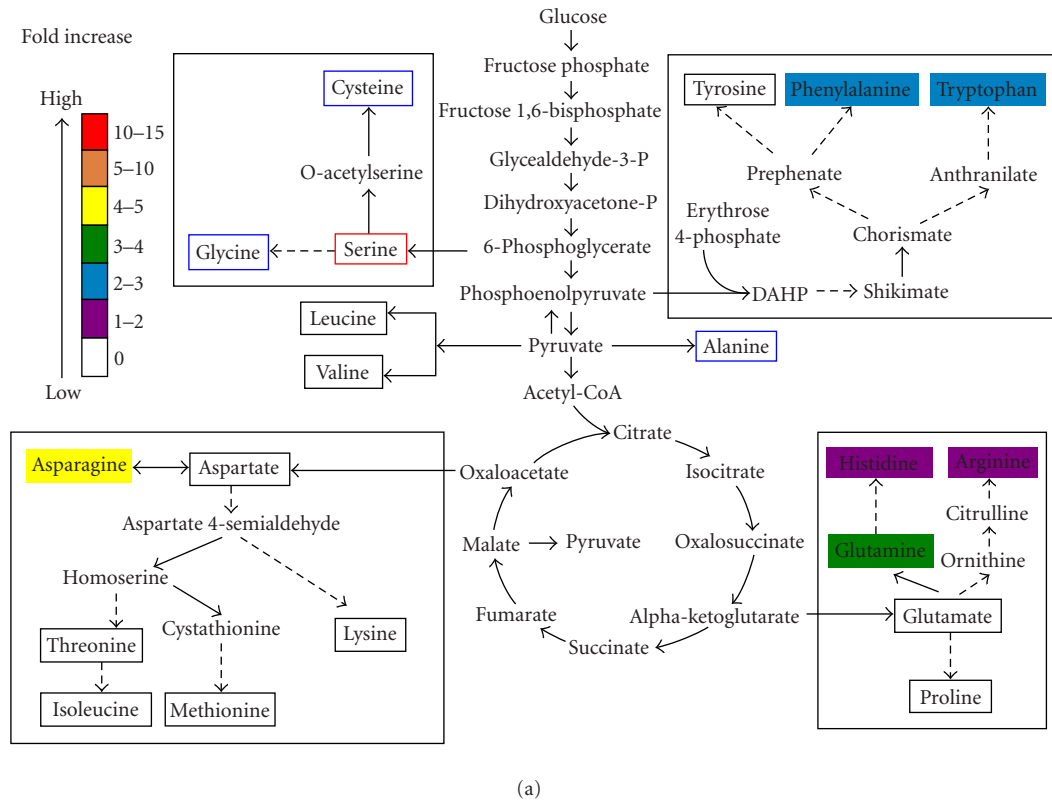 Fold increase
High
10–15
5–10
4–5
3–4
2–3
1–2
0
Low
Glucose
Fructose phosphate
Fructose 1,6-bisphosphate
Glycealdehyde-3-P
Dihydroxyacetone-P
6-Phosphoglycerate
Phosphoenolpyruvate
Pyruvate
Acetyl-CoA
Cysteine
O-acetylserine
Glycine
Serine
Tyrosine
Phenylalanine
Tryptophan
Prephenate
Anthranilate
Erythrose
4-phosphate
Chorismate
DAHP
Shikimate
Leucine
Valine
Alanine
Citrate
Isocitrate
Oxalosuccinate
Alpha-ketoglutarate
Succinate
Fumarate
Malate
Pyruvate
Oxaloacetate
Asparagine
Aspartate
Aspartate 4-semialdehyde
Homoserine
Cystathionine
Lysine
Threonine
Isoleucine
Methionine
Histidine
Arginine
Citrulline
Glutamine
Ornithine
Glutamate
Proline
(a)